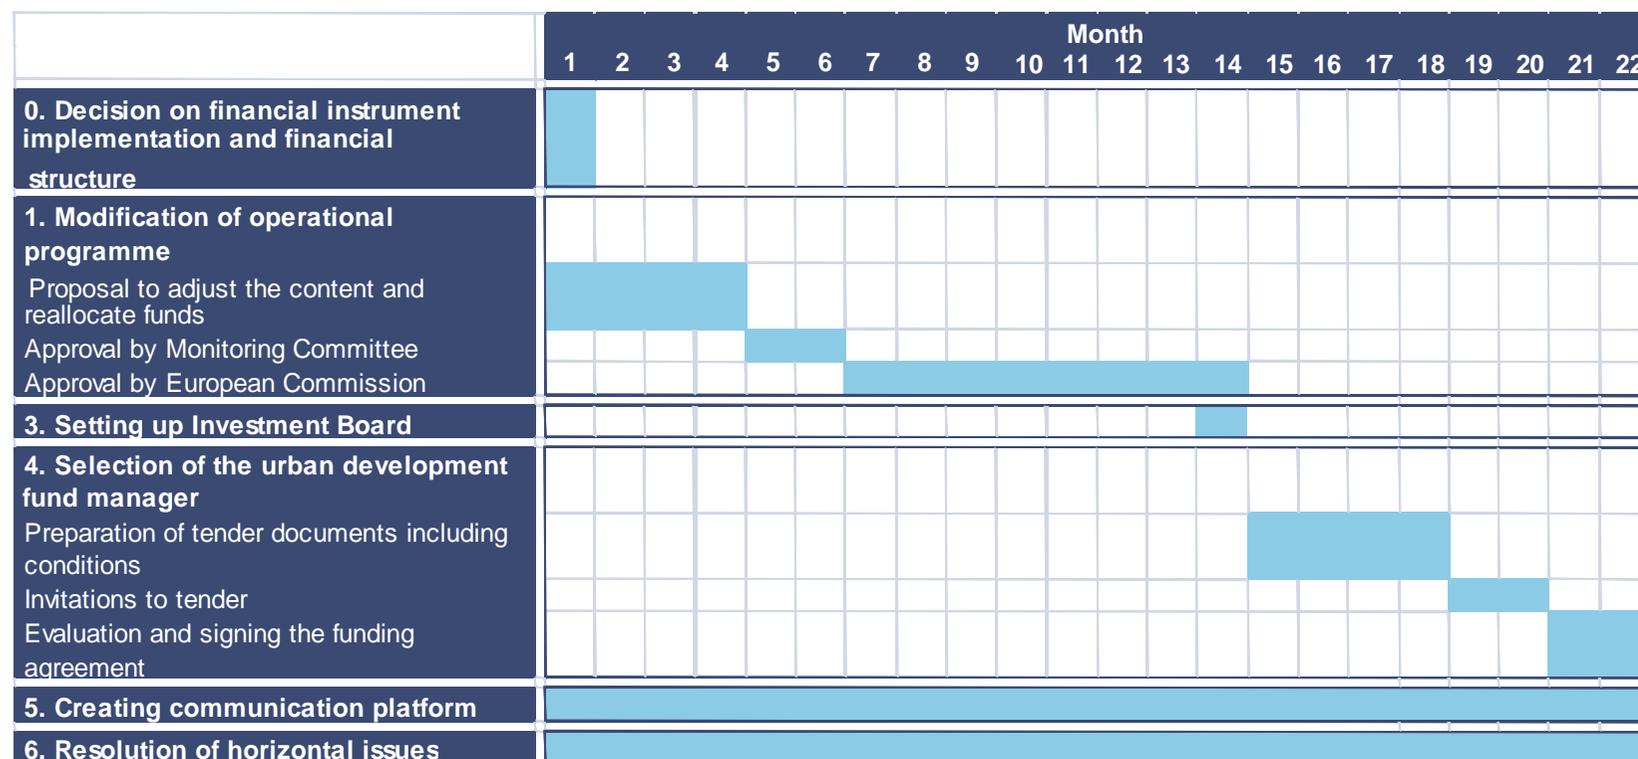 Month
1 2 3 4 5 6 7 8 9 10 11 12 13 14 15 16 17 18 19 20 21 22
0. Decision on financial instrument
implementation and financial
structure
1. Modification of operational
programme
Proposal to adjust the content and
reallocate funds
Approval by Monitoring Committee
Approval by European Commission
3. Setting up Investment Board
4. Selection of the urban development
fund manager
Preparation of tender documents including
conditions
Invitations to tender
Evaluation and signing the funding
agreement
5. Creating communication platform
6. Resolution of horizontal issues